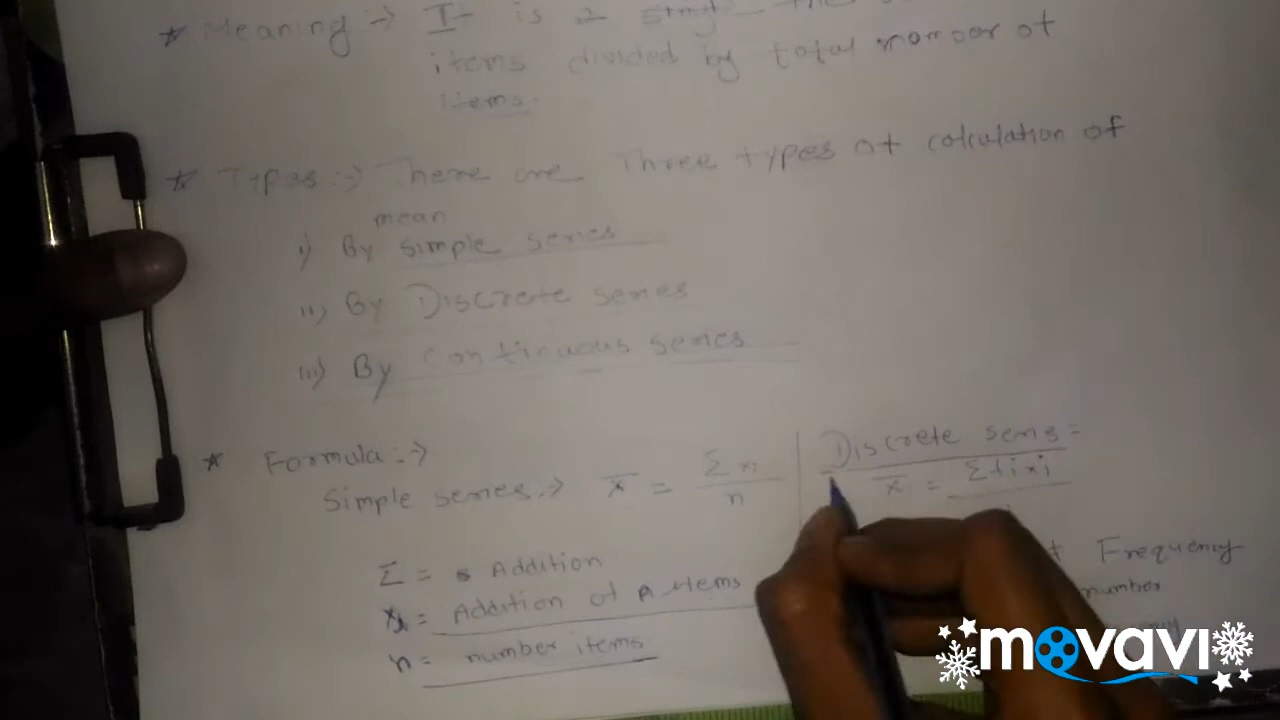 * Meaning :→ It is a
items divided by total number of
items.
* Types :→ There are Three types of calculation of
mean
i) By simple series
ii) By Discrete series
iii) By continuous series
* Formula :→
Simple series :→ x̄ = Σxi / n
Discrete series =
x̄ = Σfixi
Σ = Addition
xi = Addition of A items
n = number items
Frequency
number
movavi